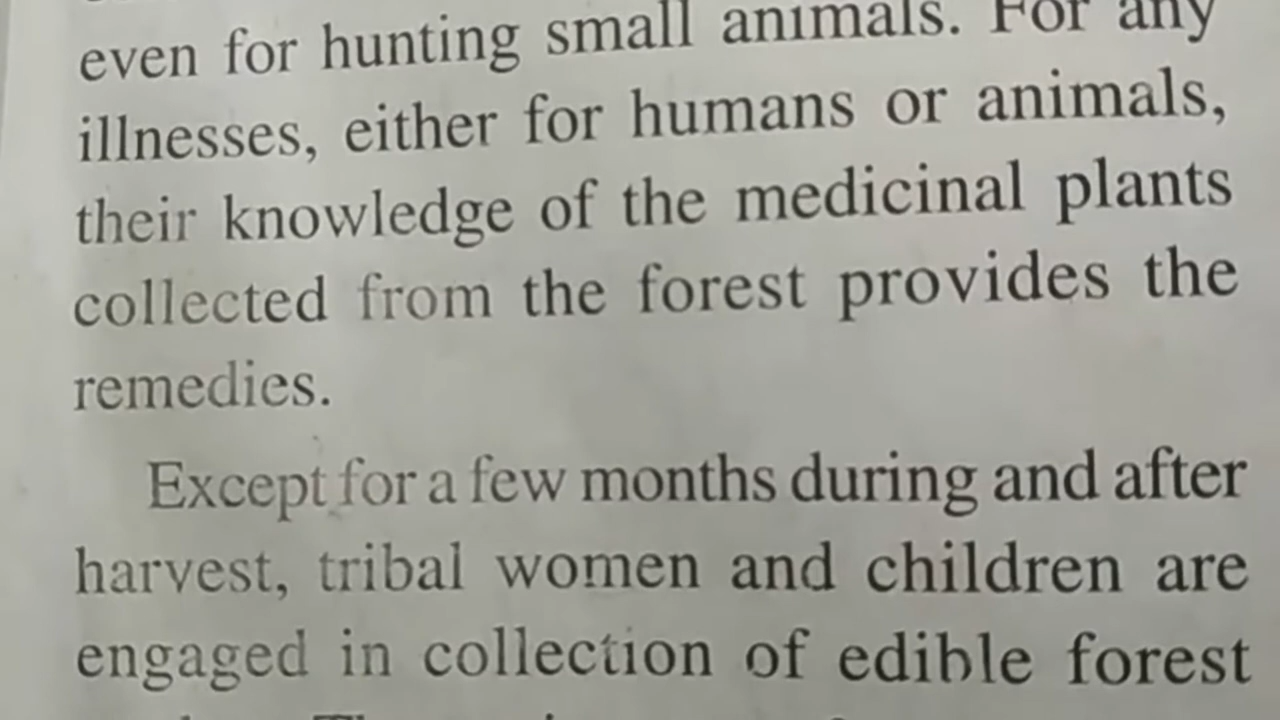 even for hunting small animals. For any
illnesses, either for humans or animals,
their knowledge of the medicinal plants
collected from the forest provides the
remedies.
Except for a few months during and after
harvest, tribal women and children are
engaged in collection of edible forest